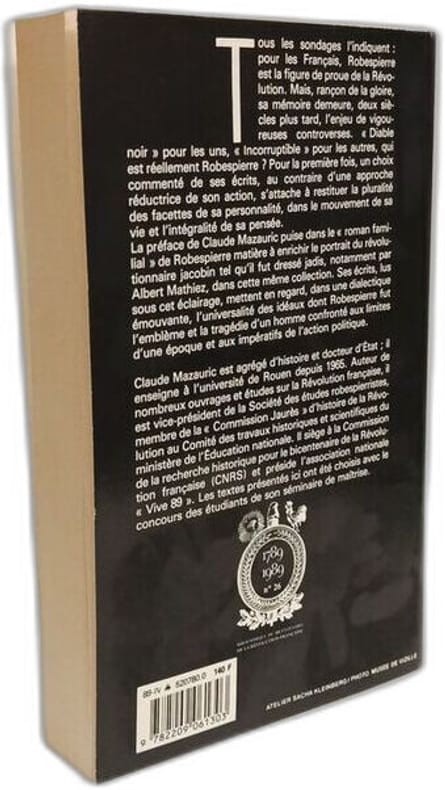 Tous les sondages l'indiquent :
pour les Français, Robespierre
est la figure de proue de la Révo-
lution. Mais, rançon de la gloire,
sa mémoire demeure, deux siè-
cles plus tard, l'enjeu de vigou-
reuses controverses. « Diable
noir » pour les uns, « Incorruptible » pour les autres, qui
est réellement Robespierre ? Pour la première fois, un choix
commenté de ses écrits, au contraire d'une approche
réductrice de son action, s'attache à restituer la pluralité
des facettes de sa personnalité, dans le mouvement de sa
vie et l'intégralité de sa pensée.
La préface de Claude Mazauric puise dans le « roman fami-
lial » de Robespierre matière à enrichir le portrait du révolu-
tionnaire jacobin tel qu'il fut dressé jadis, notamment par
Albert Mathiez, dans cette même collection. Ses écrits, lus
sous cet éclairage, mettent en regard, dans une dialectique
émouvante, l'universalité des idéaux dont Robespierre fut
l'emblème et la tragédie d'un homme confronté aux limites
d'une époque et aux impératifs de l'action politique.
Claude Mazauric est agrégé d'histoire et docteur d'État ; il
enseigne à l'université de Rouen depuis 1965. Auteur de
nombreux ouvrages et études sur la Révolution française, il
est vice-président de la Société des études robespierristes,
membre de la « Commission Jaurès » d'histoire de la Révo-
lution au Comité des travaux historiques et scientifiques du
ministère de l'Éducation nationale. Il siège à la Commission
de la recherche historique pour le bicentenaire de la Révolu-
tion française (CNRS) et préside l'association nationale
« Vive 89 ». Les textes présentés ici ont été choisis avec le
concours des étudiants de son séminaire de maîtrise.
1789
1989
n° 26
BIBLIOTHÈQUE DU BICENTENAIRE
DE LA RÉVOLUTION FRANÇAISE
89-IV 520780.0 140 F
9 782209 061303
ATELIER SACHA KLEINBERG / PHOTO MUSÉE DE VIZILLE